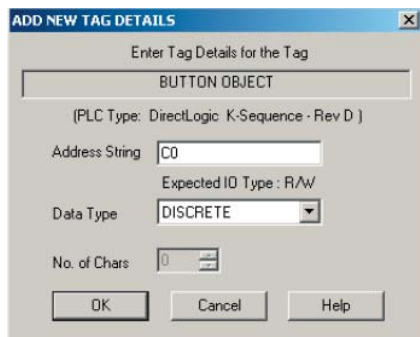 ADD NEW TAG DETAILS
Enter Tag Details for the Tag
BUTTON OBJECT
(PLC Type: DirectLogic K-Sequence - Rev D )
Address String C0
Expected IO Type : R/W
Data Type DISCRETE
No. of Chars 0
OK Cancel Help